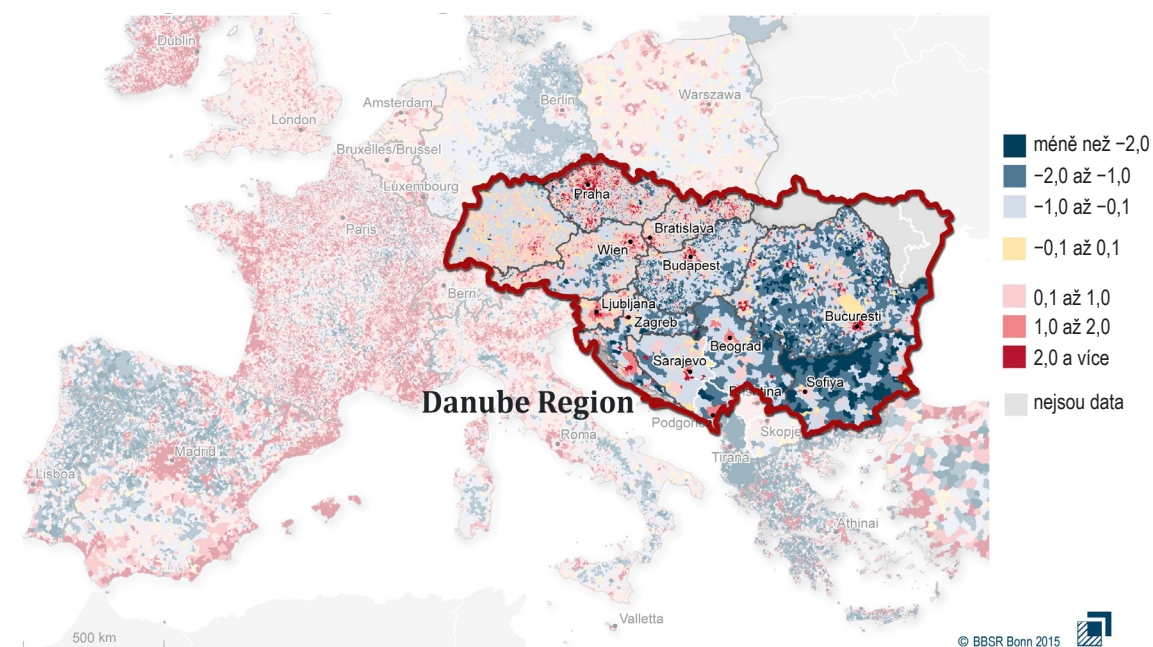 Dublin
London
Amsterdam
Berlin
Warszawa
Bruxelles/Brussel
Luxembourg
Paris
Praha
Bratislava
Wien
Budapest
Bern
Ljubljana
Zagreb
Bucuresti
Beograd
Sarajevo
Sofiya
Danube Region
Skopje
Roma
Madrid
Tirana
Lisboa
Athinai
Valletta
500 km
méně než −2,0
−2,0 až −1,0
−1,0 až −0,1
−0,1 až 0,1
0,1 až 1,0
1,0 až 2,0
2,0 a více
nejsou data
© BBSR Bonn 2015